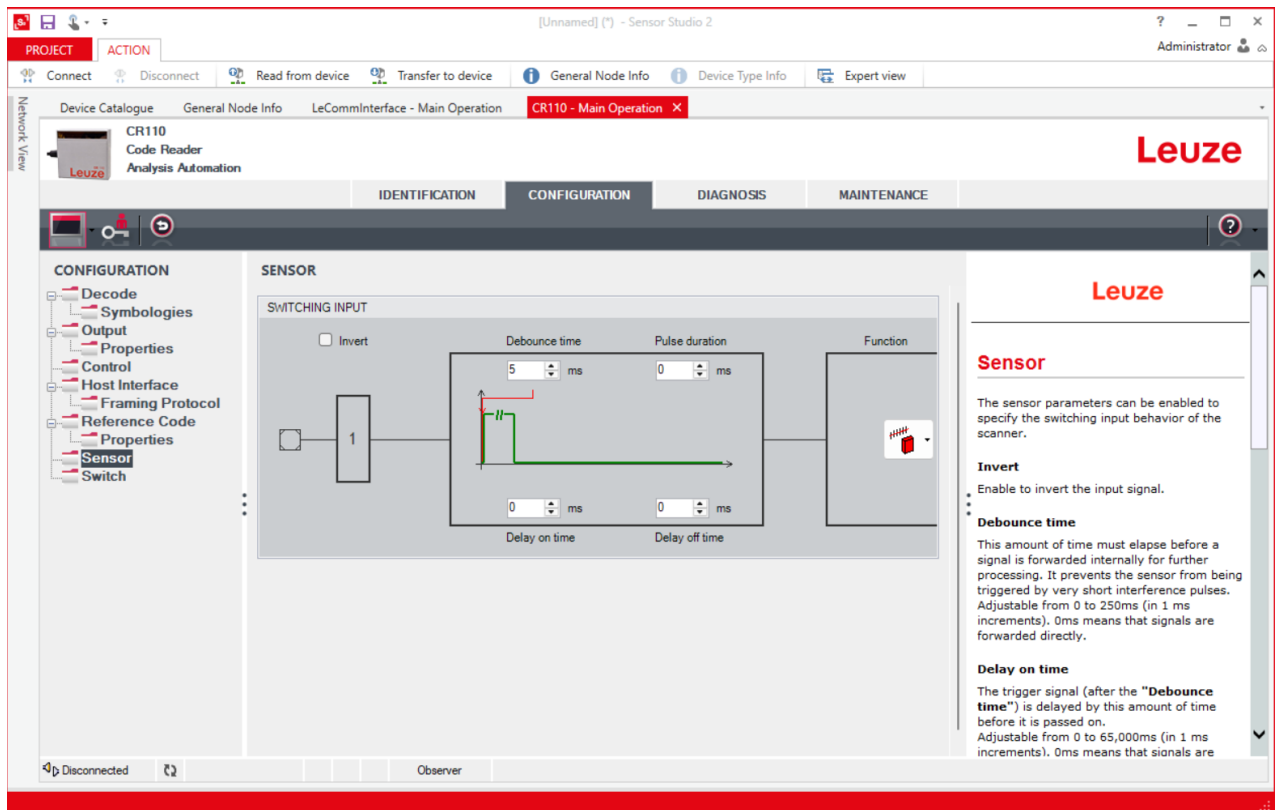 [Unnamed] (*) - Sensor Studio 2
PROJECT ACTION
Administrator
Connect Disconnect Read from device Transfer to device General Node Info Device Type Info Expert view
Network View
Device Catalogue General Node Info LeCommInterface - Main Operation CR110 - Main Operation
CR110
Code Reader
Analysis Automation
Leuze
Leuze
IDENTIFICATION CONFIGURATION DIAGNOSIS MAINTENANCE
CONFIGURATION
Decode
Symbologies
Output
Properties
Control
Host Interface
Framing Protocol
Reference Code
Properties
Sensor
Switch
SENSOR
SWITCHING INPUT
Invert
Debounce time Pulse duration Function
5 ms 0 ms
1
0 ms 0 ms
Delay on time Delay off time
Leuze
Sensor
The sensor parameters can be enabled to
specify the switching input behavior of the
scanner.
Invert
Enable to invert the input signal.
Debounce time
This amount of time must elapse before a
signal is forwarded internally for further
processing. It prevents the sensor from being
triggered by very short interference pulses.
Adjustable from 0 to 250ms (in 1 ms
increments). 0ms means that signals are
forwarded directly.
Delay on time
The trigger signal (after the "Debounce
time") is delayed by this amount of time
before it is passed on.
Adjustable from 0 to 65,000ms (in 1 ms
increments). 0ms means that signals are
Disconnected Observer